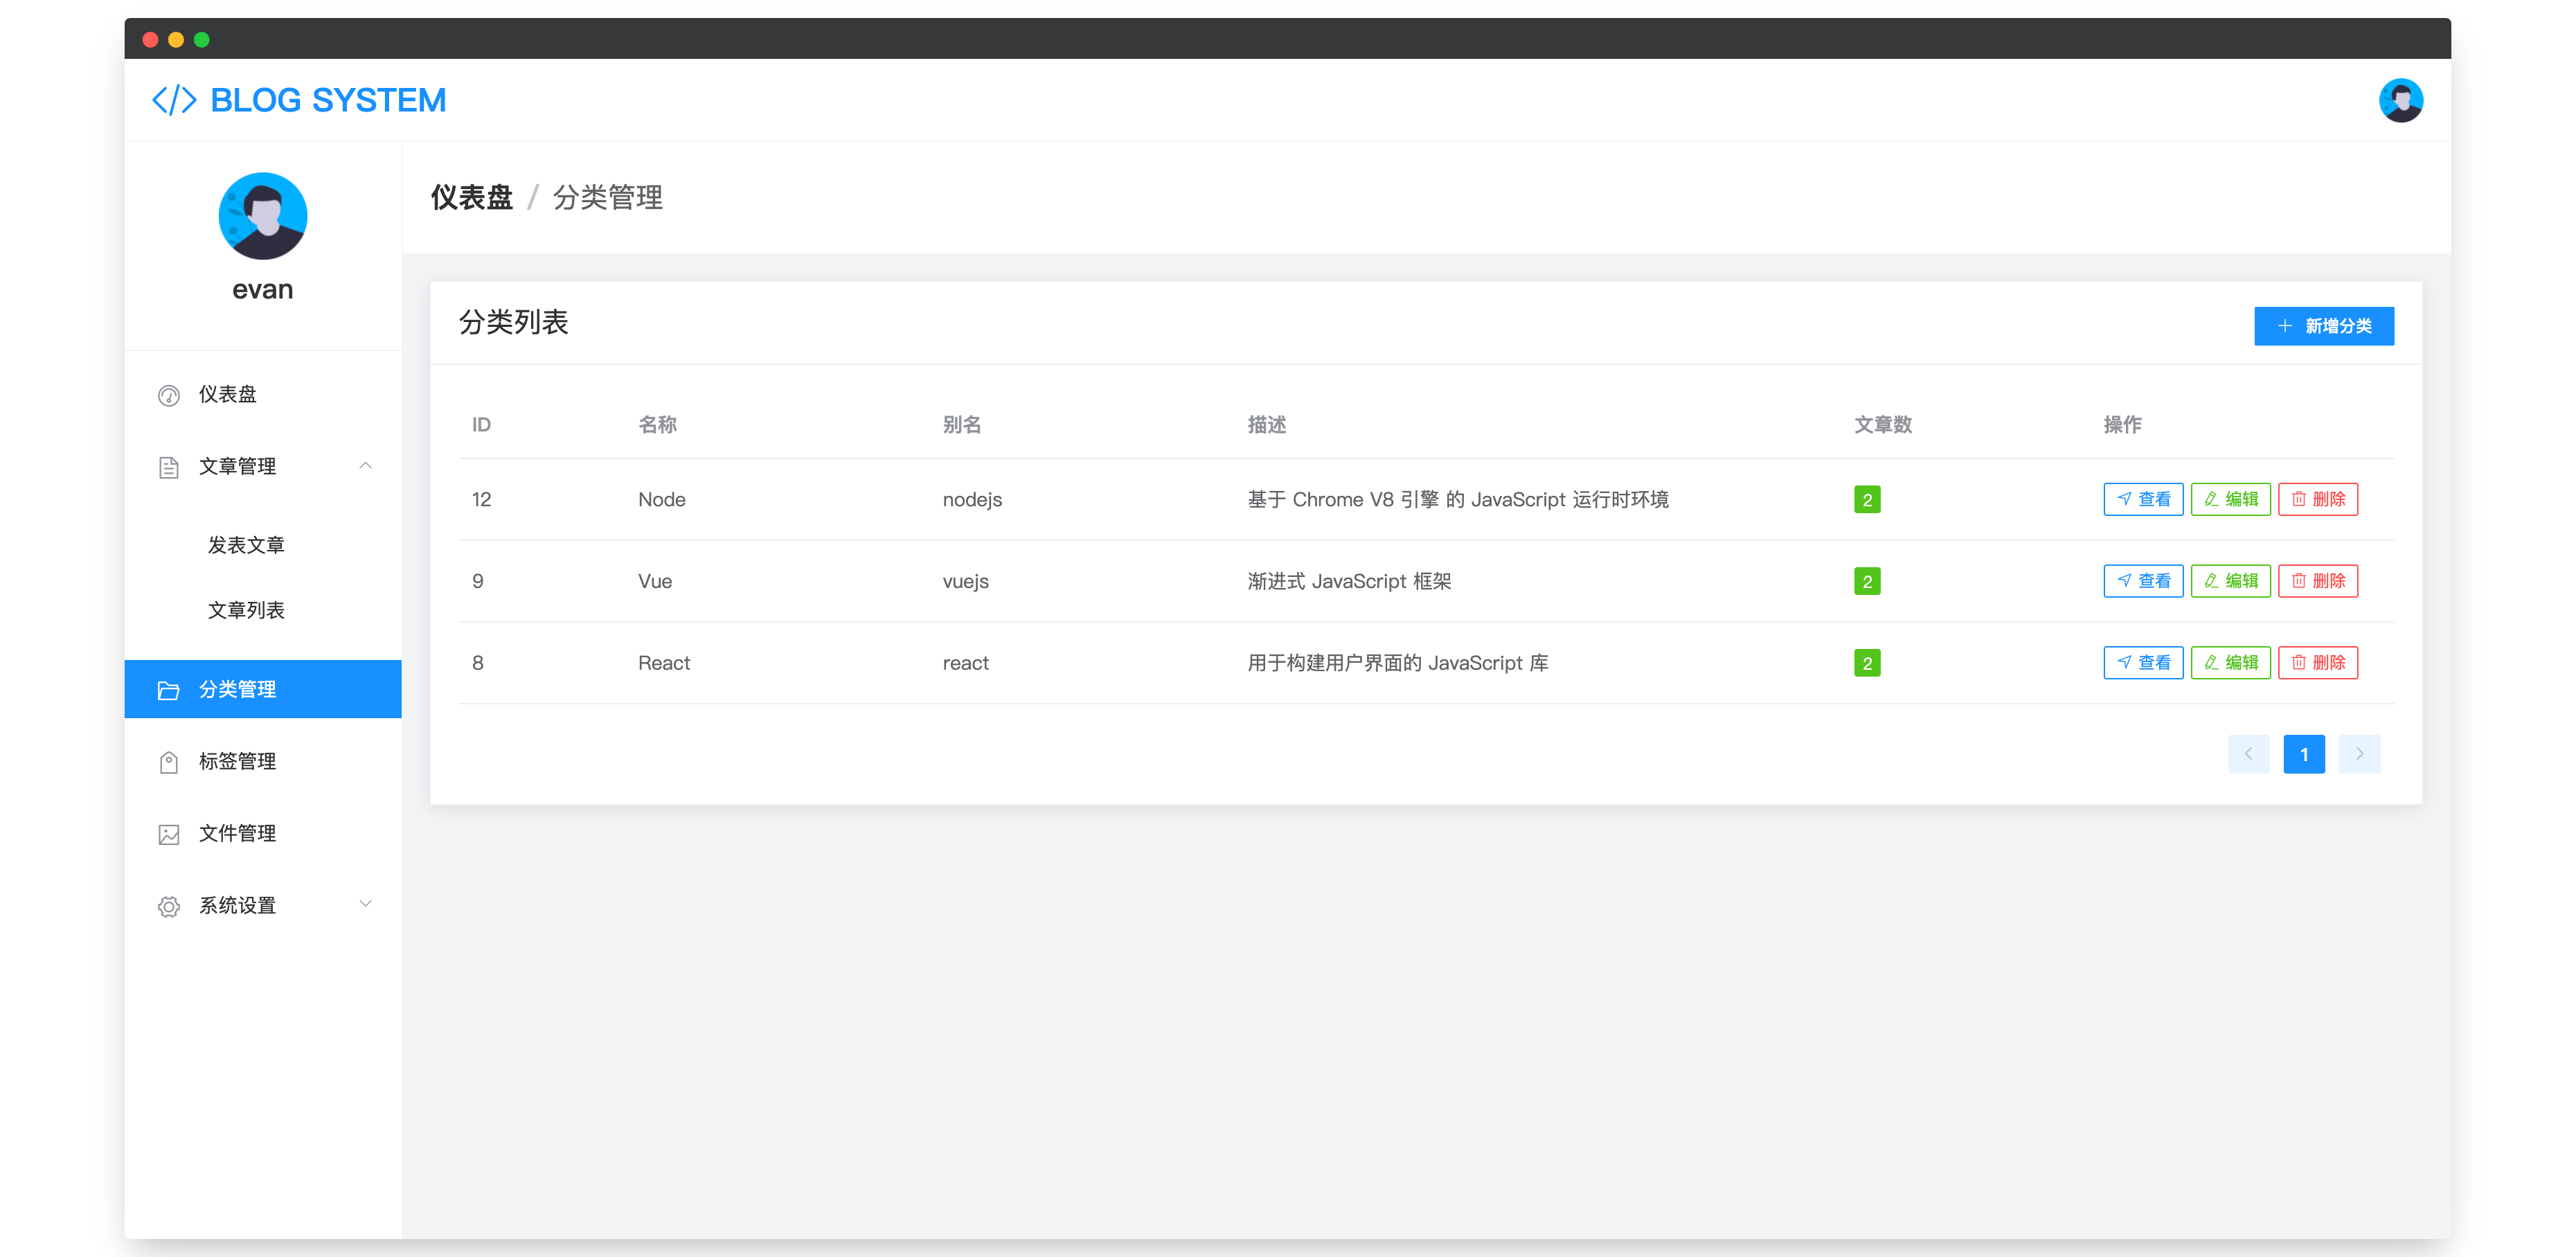 </> BLOG SYSTEM
evan
仪表盘
文章管理
发表文章
文章列表
分类管理
标签管理
文件管理
系统设置
仪表盘 / 分类管理
分类列表
新增分类
ID 名称 别名 描述 文章数 操作
12 Node nodejs 基于 Chrome V8 引擎 的 JavaScript 运行时环境 2 查看 编辑 删除
9 Vue vuejs 渐进式 JavaScript 框架 2 查看 编辑 删除
8 React react 用于构建用户界面的 JavaScript 库 2 查看 编辑 删除
1